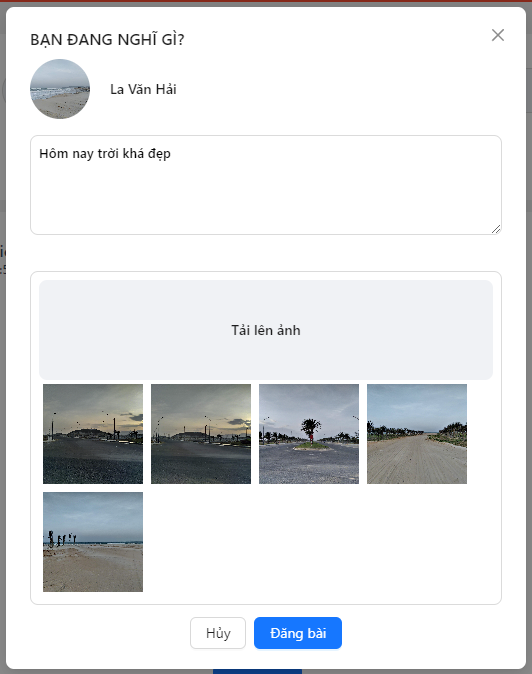 BẠN ĐANG NGHĨ GÌ?
La Văn Hải
Hôm nay trời khá đẹp
Tải lên ảnh
Hủy
Đăng bài